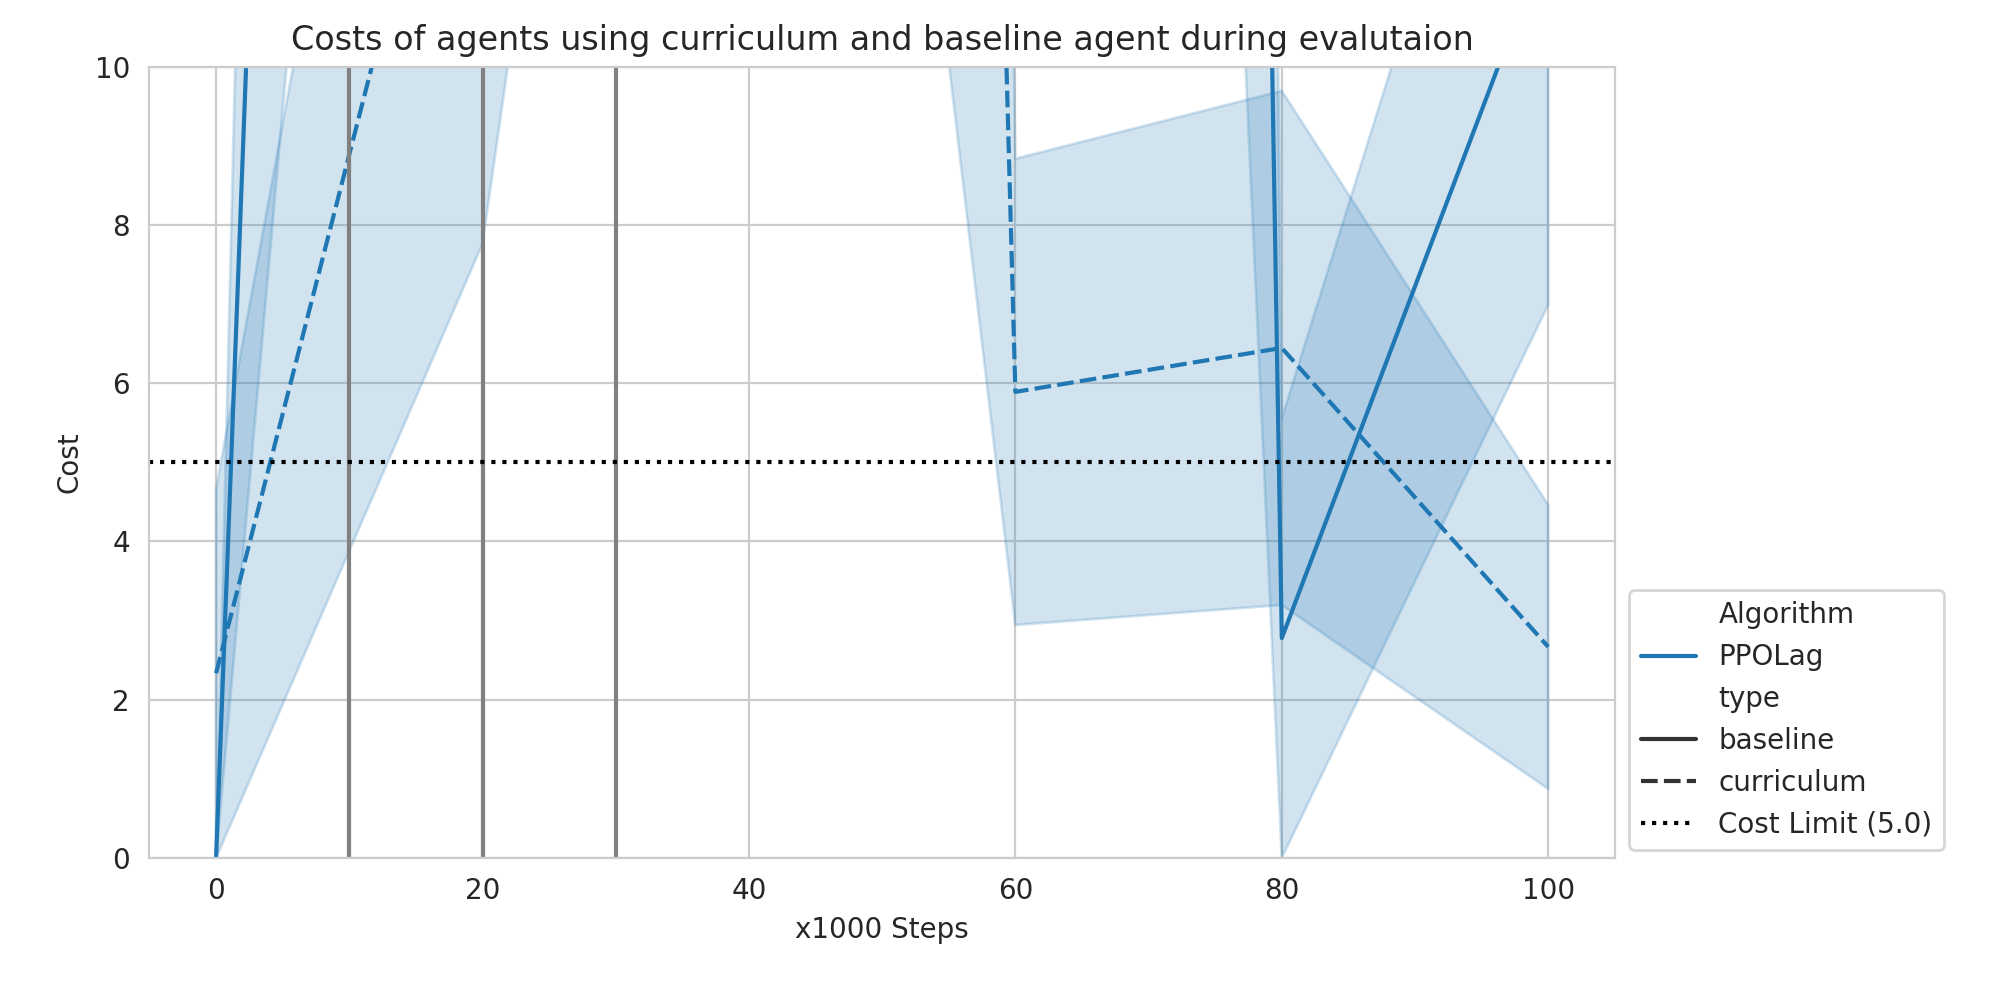 Costs of agents using curriculum and baseline agent during evalutaion
10
8
6
4
2
0
Cost
0 20 40 60 80 100
x1000 Steps
Algorithm
PPOLag
type
baseline
curriculum
Cost Limit (5.0)